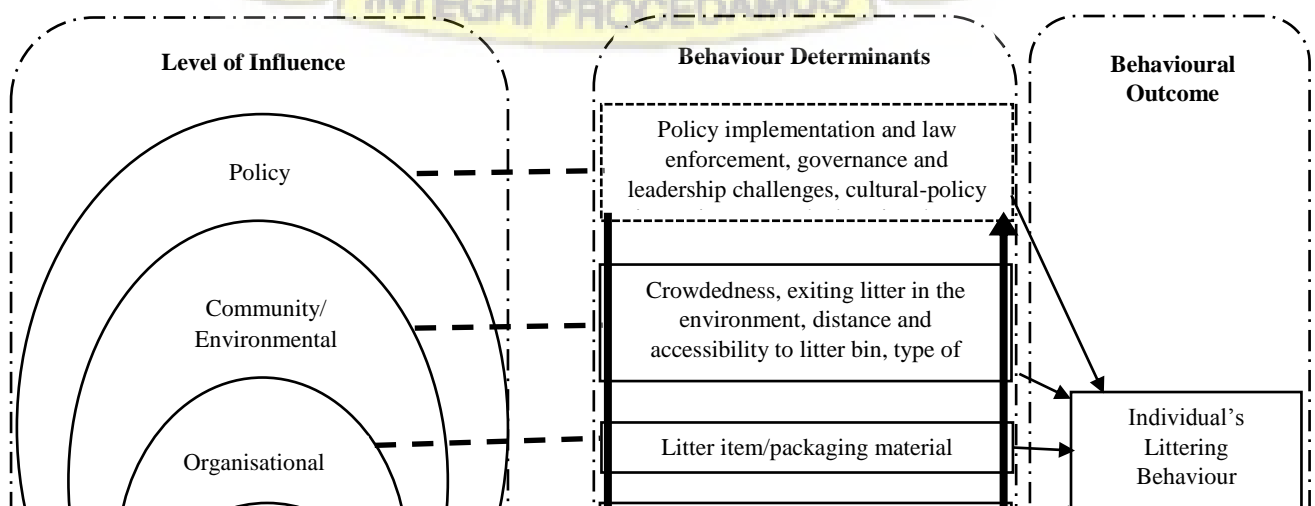 INTEGRI PROCEDAMUS
Level of Influence
Behaviour Determinants
Behavioural
Outcome
Policy
Policy implementation and law
enforcement, governance and
leadership challenges, cultural-policy
Community/
Environmental
Crowdedness, exiting litter in the
environment, distance and
accessibility to litter bin, type of
Organisational
Litter item/packaging material
Individual’s
Littering
Behaviour